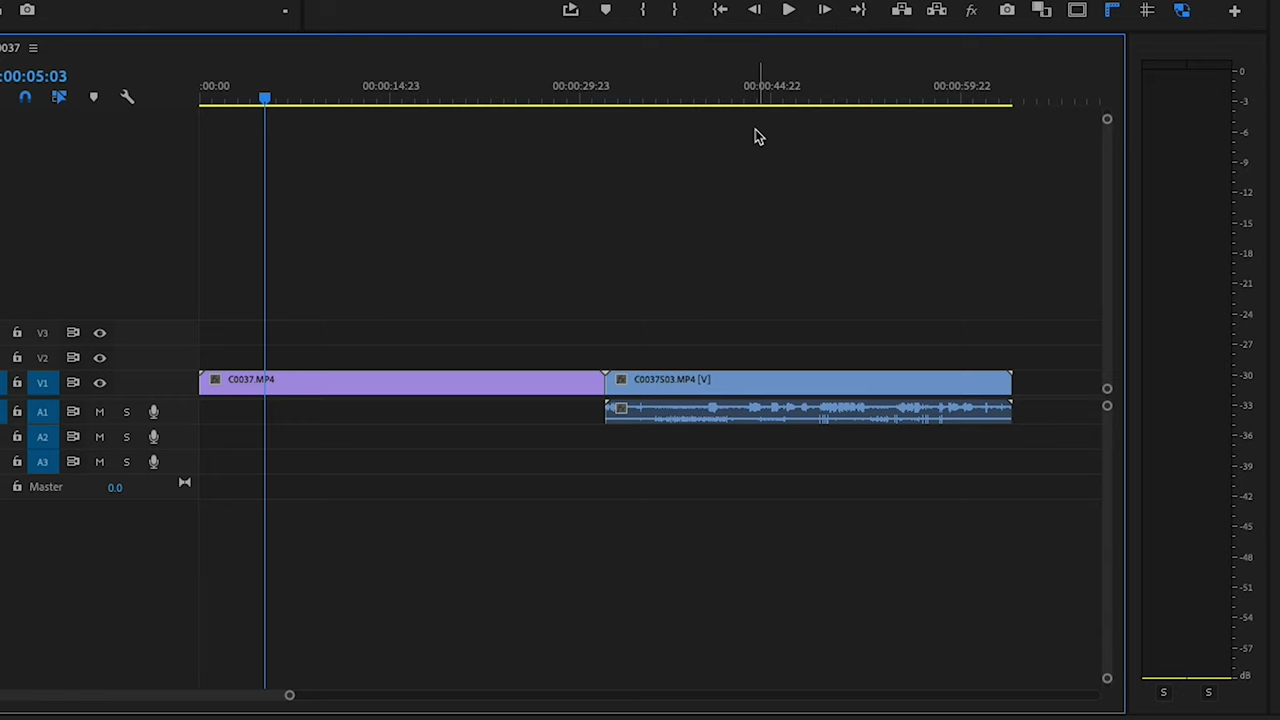 0037
:00:05:03
:00:00 00:00:14:23 00:00:29:23 00:00:44:22 00:00:59:22
V3
V2
V1 C0037.MP4 C0037S03.MP4 [V]
A1 M S
A2 M S
A3 M S
Master 0.0
0
-3
-6
-9
-12
-15
-18
-21
-24
-27
-30
-33
-36
-39
-42
-45
-48
-51
-54
-57
dB
S S
fx